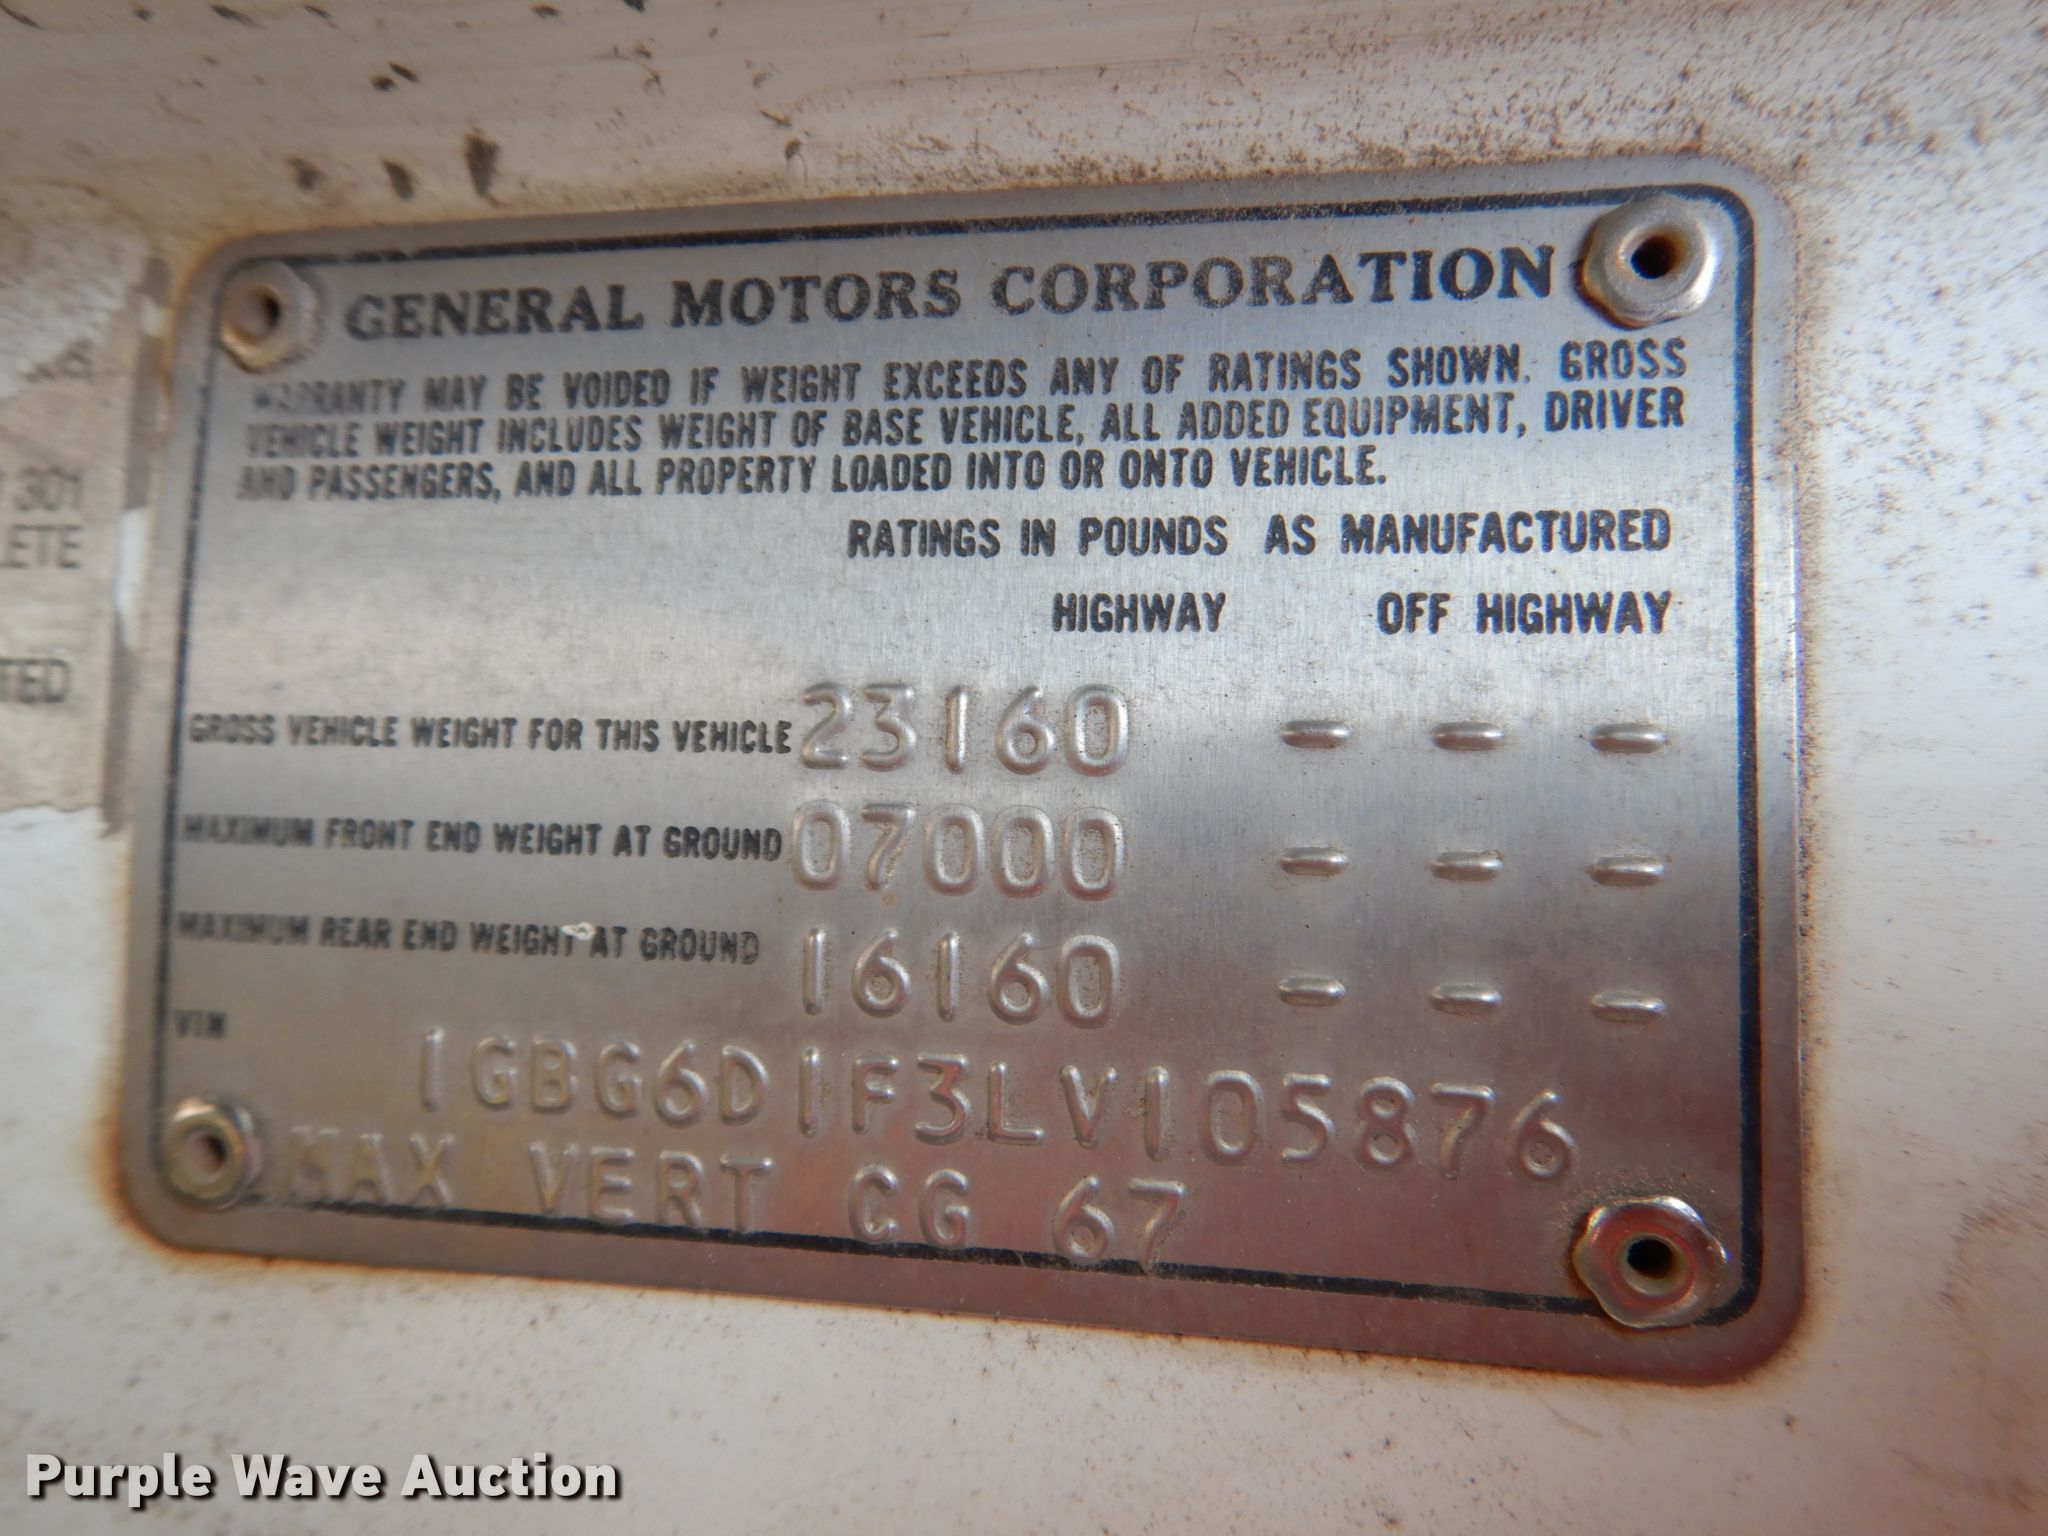 GENERAL MOTORS CORPORATION
WARRANTY MAY BE VOIDED IF WEIGHT EXCEEDS ANY OF RATINGS SHOWN. GROSS
VEHICLE WEIGHT INCLUDES WEIGHT OF BASE VEHICLE, ALL ADDED EQUIPMENT, DRIVER
AND PASSENGERS, AND ALL PROPERTY LOADED INTO OR ONTO VEHICLE.
RATINGS IN POUNDS AS MANUFACTURED
HIGHWAY OFF HIGHWAY
GROSS VEHICLE WEIGHT FOR THIS VEHICLE 23160 - - -
MAXIMUM FRONT END WEIGHT AT GROUND 07000 - - -
MAXIMUM REAR END WEIGHT AT GROUND 16160 - - -
VIN
1GBG6D1F3LV105876
MAX VERT CG 67
301
LETE
TED
Purple Wave Auction